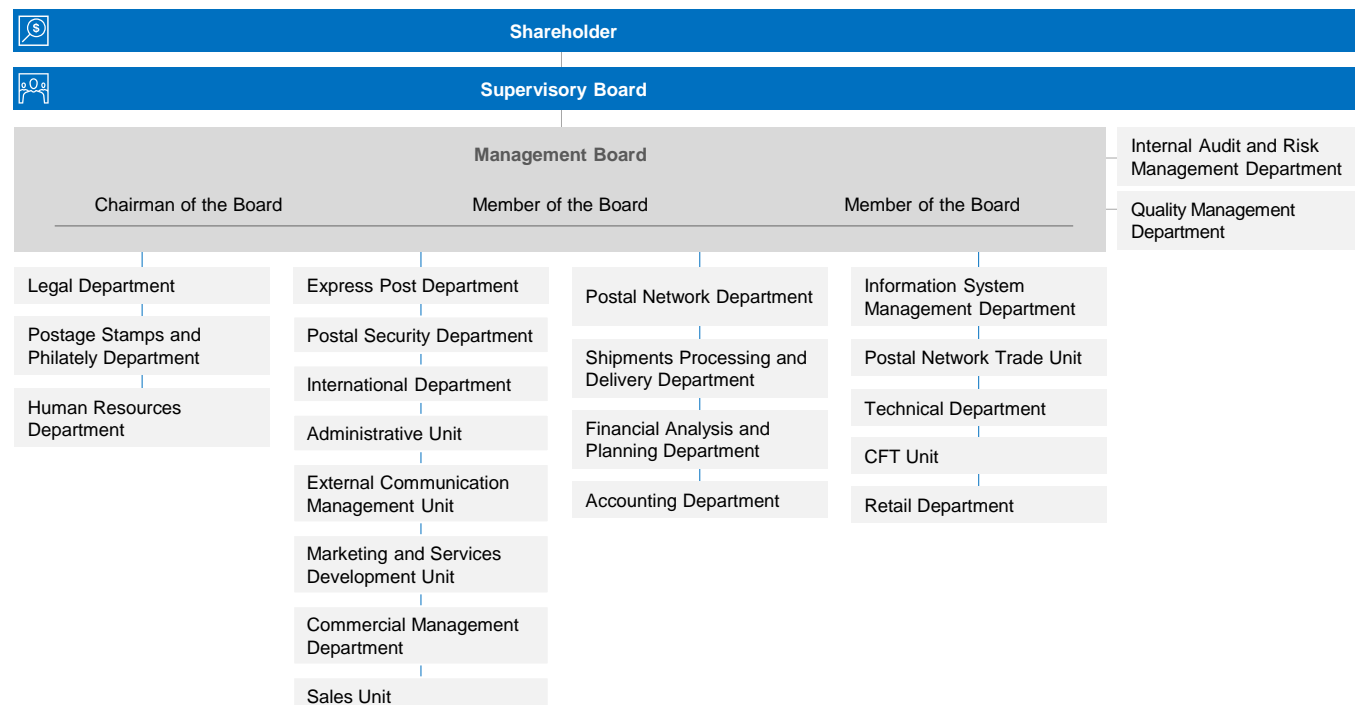 Shareholder
Supervisory Board
Management Board
Chairman of the Board
Member of the Board
Member of the Board
Internal Audit and Risk
Management Department
Quality Management
Department
Legal Department
Postage Stamps and
Philately Department
Human Resources
Department
Express Post Department
Postal Security Department
International Department
Administrative Unit
External Communication
Management Unit
Marketing and Services
Development Unit
Commercial Management
Department
Sales Unit
Postal Network Department
Shipments Processing and
Delivery Department
Financial Analysis and
Planning Department
Accounting Department
Information System
Management Department
Postal Network Trade Unit
Technical Department
CFT Unit
Retail Department